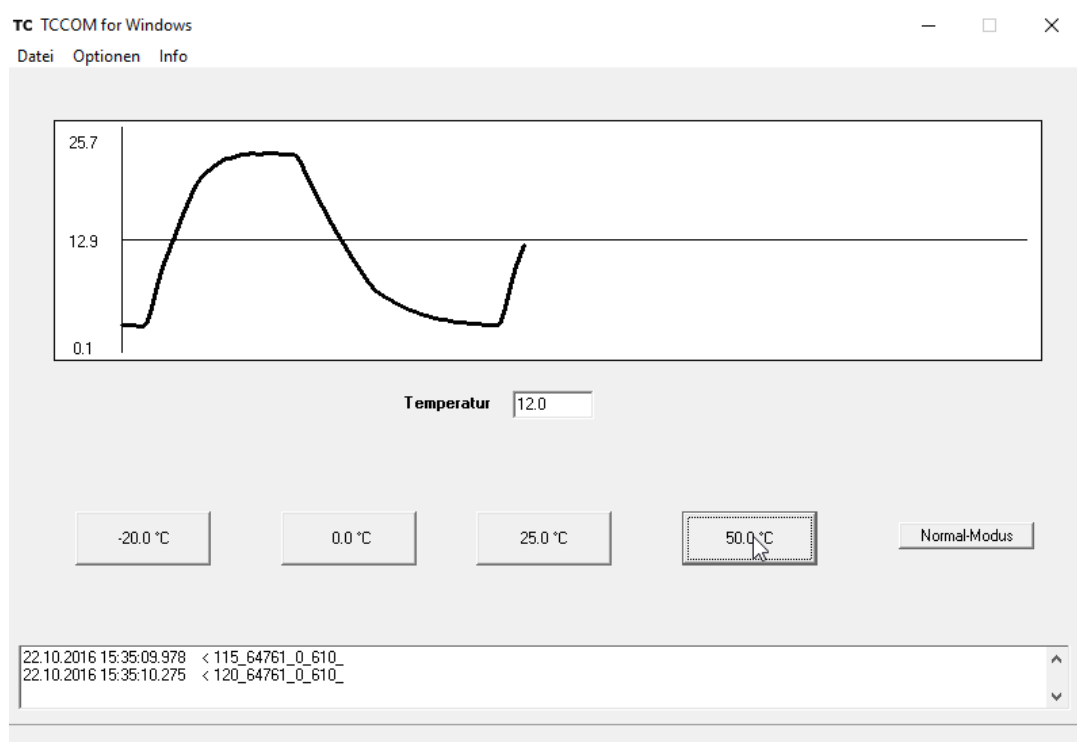 TC TCCOM for Windows
Datei Optionen Info
25.7
12.9
0.1
Temperatur 12.0
-20.0 °C 0.0 °C 25.0 °C 50.0 °C Normal-Modus
22.10.2016 15:35:09.978 < 115_64761_0_610_
22.10.2016 15:35:10.275 < 120_64761_0_610_